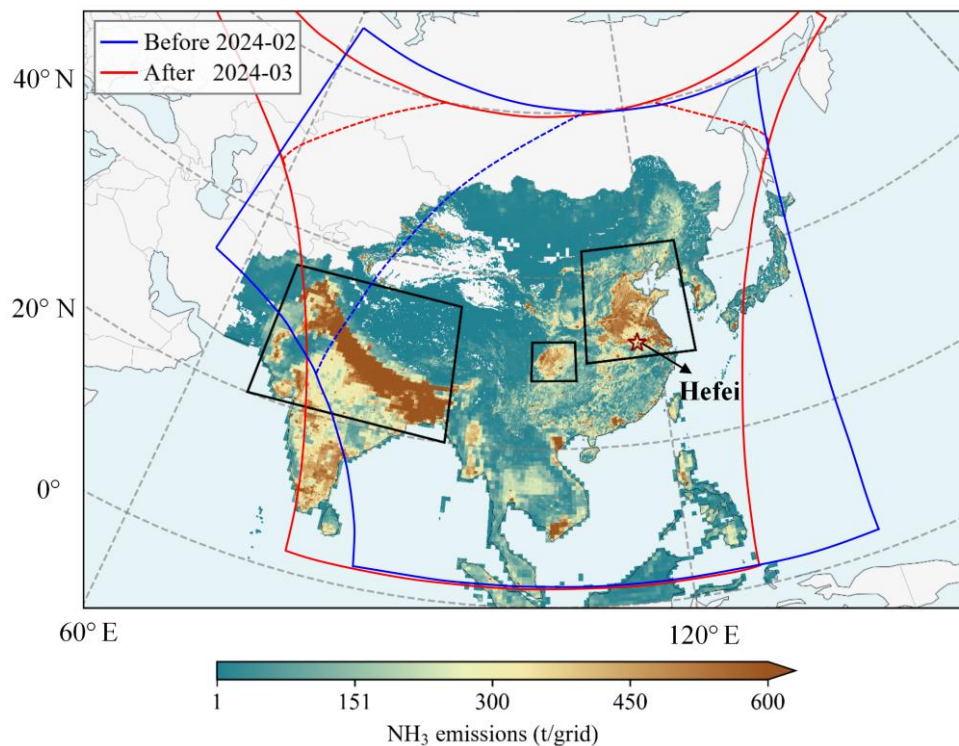 Before 2024-02
After 2024-03
40° N
20° N
0°
Hefei
60° E
120° E
1
151
300
450
600
NH₃ emissions (t/grid)